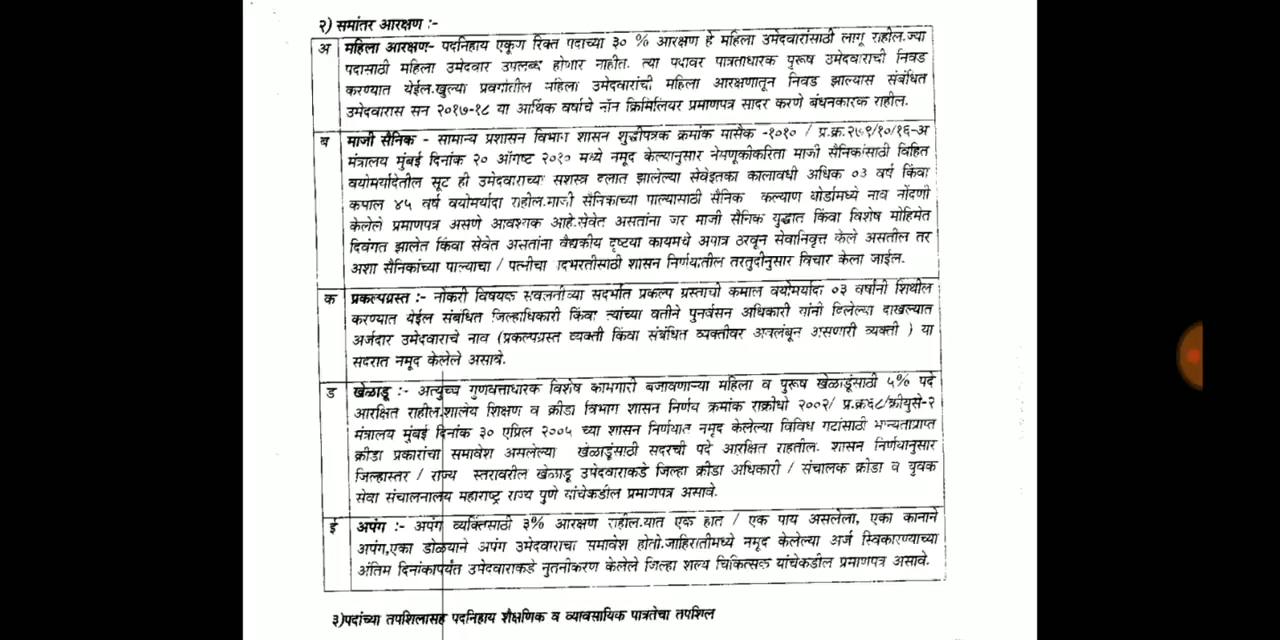 २) समांतर आरक्षण :-
अ महिला आरक्षण- पदनिहाय एकूण रिक्त पदाच्या ३० % आरक्षण हे महिला उमेदवारांसाठी लागू राहील.ज्या
पदासाठी महिला उमेदवार उपलब्ध होणार नाहीत. त्या पदावर पात्रताधारक पुरूष उमेदवाराची निवड
करण्यात येईल.खुल्या प्रवर्गातील महिला उमेदवारांची महिला आरक्षणातून निवड झाल्यास संबंधित
उमेदवारास सन २०१७-१८ या आर्थिक वर्षाचे नॉन क्रिमिलियर प्रमाणपत्र सादर करणे बंधनकारक राहील.
ब माजी सैनिक - सामान्य प्रशासन विभाग शासन शुद्धीपत्रक क्रमांक मासैक -१०१० / प्र.क्र.२७९/१०/१६-अ
मंत्रालय मुंबई दिनांक २० ऑगष्ट २०१० मध्ये नमूद केल्यानुसार नेमणूकीकरिता माजी सैनिकांसाठी विहित
वयोमर्यादेतील सूट ही उमेदवाराच्या सशस्त्र दलात झालेल्या सेवेइतका कालावधी अधिक ०३ वर्ष किंवा
कमाल ४५ वर्ष वयोमर्यादा राहील.माजी सैनिकाच्या पाल्यासाठी सैनिक कल्याण बोर्डामध्ये नाव नोंदणी
केलेले प्रमाणपत्र असणे आवश्यक आहे.सेवेत असतांना जर माजी सैनिक युद्धात किंवा विशेष मोहिमेत
दिवंगत झालेत किंवा सेवेत असतांना वैद्यकीय दृष्टया कायमचे अपात्र ठरवून सेवानिवृत्त केले असतील तर
अशा सैनिकांच्या पाल्याचा / पत्नीचा पदभरतीसाठी शासन निर्णयातील तरतुदीनुसार विचार केला जाईल.
क प्रकल्पग्रस्त :- नोकरी विषयक सवलतीच्या सदर्भात प्रकल्प ग्रस्ताची कमाल वयोमर्यादा ०३ वर्षांनी शिथील
करण्यात येईल संबंधित जिल्हाधिकारी किंवा त्यांच्या वतीने पुनर्वसन अधिकारी यांनी दिलेल्या दाखल्यात
अर्जदार उमेदवाराचे नाव (प्रकल्पग्रस्त व्यक्ती किंवा संबंधित व्यक्तीवर अवलंबून असणारी व्यक्ती ) या
सदरात नमूद केलेले असावे.
ड खेळाडू :- अत्युच्च गुणवत्ताधारक विशेष कामगारी बजावणाऱ्या महिला व पुरूष खेळाडूंसाठी ५% पदे
आरक्षित राहील.शालेय शिक्षण व क्रीडा विभाग शासन निर्णय क्रमांक राक्रीधो २००२/ प्र.क्र६८/क्रीयुसे-२
मंत्रालय मुंबई दिनांक ३० एप्रिल २००५ च्या शासन निर्णयात नमूद केलेल्या विविध गटांसाठी मान्यताप्राप्त
क्रीडा प्रकारांचा समावेश असलेल्या खेळाडूंसाठी सदरची पदे आरक्षित राहतील. शासन निर्णयानुसार
जिल्हास्तर / राज्य स्तरावरील खेळाडू उपेदवाराकडे जिल्हा क्रीडा अधिकारी / संचालक क्रीडा व युवक
सेवा संचालनालय महाराष्ट्र राज्य पुणे यांचेकडील प्रमाणपत्र असावे.
ई अपंग :- अपंग व्यक्तिसाठी ३% आरक्षण राहील.यात एक हात / एक पाय असलेला, एका कानाने
अपंग,एका डोळयाने अपंग उमेदवाराचा समावेश होतो.जाहिरातीमध्ये नमूद केलेल्या अर्ज स्विकारण्याच्या
अंतिम दिनांकापर्यंत उमेदवाराकडे नुतनीकरण केलेले जिल्हा शल्य चिकित्सक यांचेकडील प्रमाणपत्र असावे.
३)पदांच्या तपशिलासह पदनिहाय शैक्षणिक व व्यावसायिक पात्रतेचा तपशिल